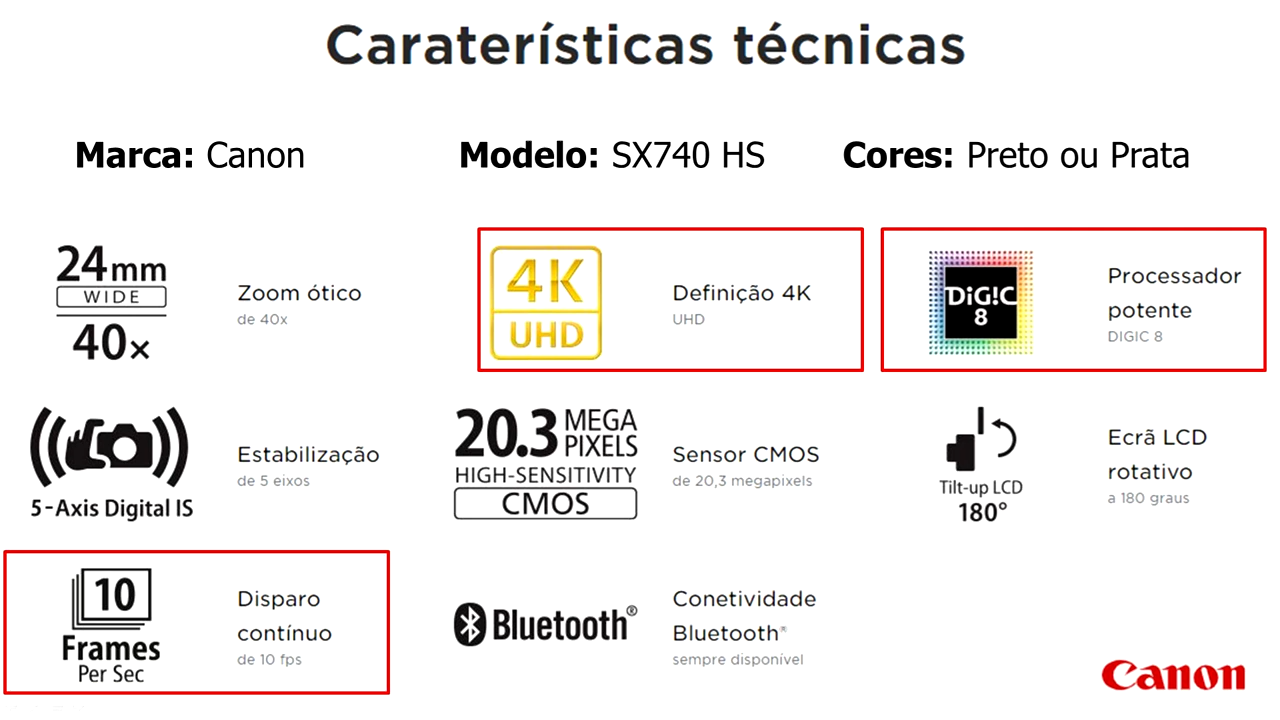 Caraterísticas técnicas
Marca: Canon
Modelo: SX740 HS
Cores: Preto ou Prata
24mm
WIDE
40x
Zoom ótico
de 40x
4K
UHD
Definição 4K
UHD
DiG!C
8
Processador
potente
DIGIC 8
5-Axis Digital IS
Estabilização
de 5 eixos
20.3 MEGA
PIXELS
HIGH-SENSITIVITY
CMOS
Sensor CMOS
de 20,3 megapixels
Tilt-up LCD
180°
Ecrã LCD
rotativo
a 180 graus
10
Frames
Per Sec
Disparo
contínuo
de 10 fps
Bluetooth®
Conetividade
Bluetooth®
sempre disponível
Canon